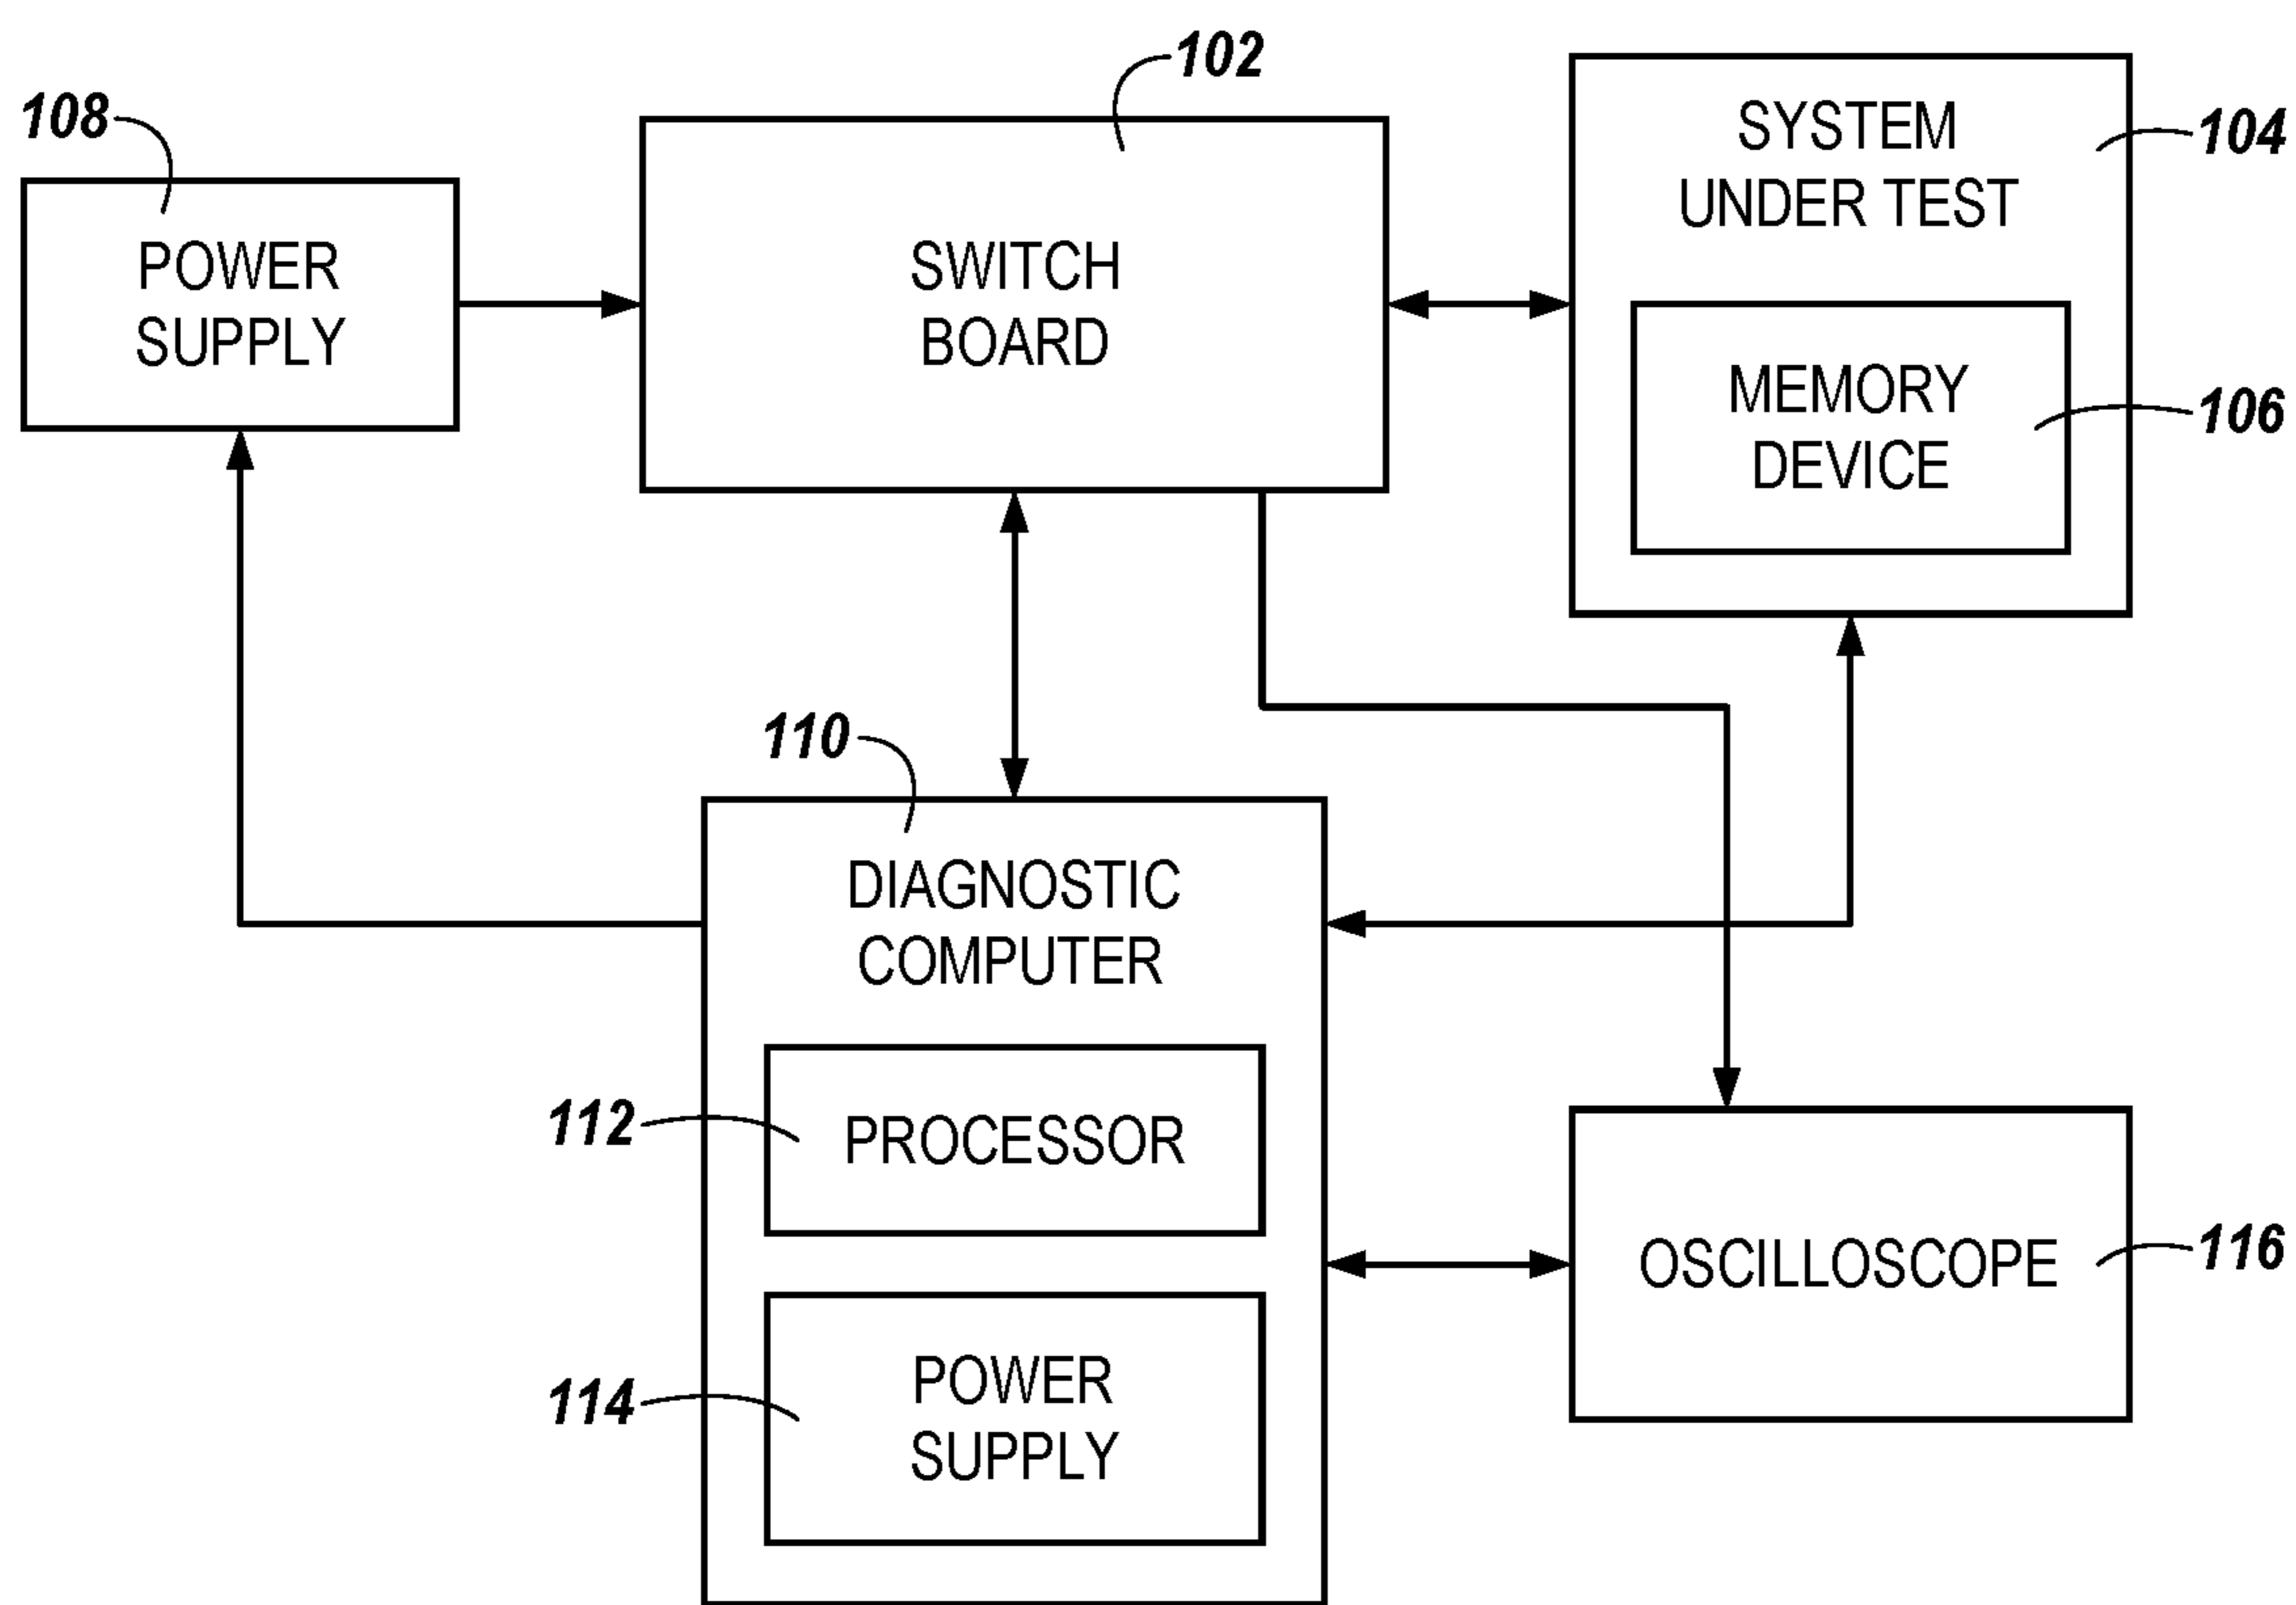 102
108
SYSTEM
UNDER TEST
104
POWER
SUPPLY
SWITCH
BOARD
MEMORY
DEVICE
106
110
DIAGNOSTIC
COMPUTER
112
PROCESSOR
OSCILLOSCOPE
116
114
POWER
SUPPLY